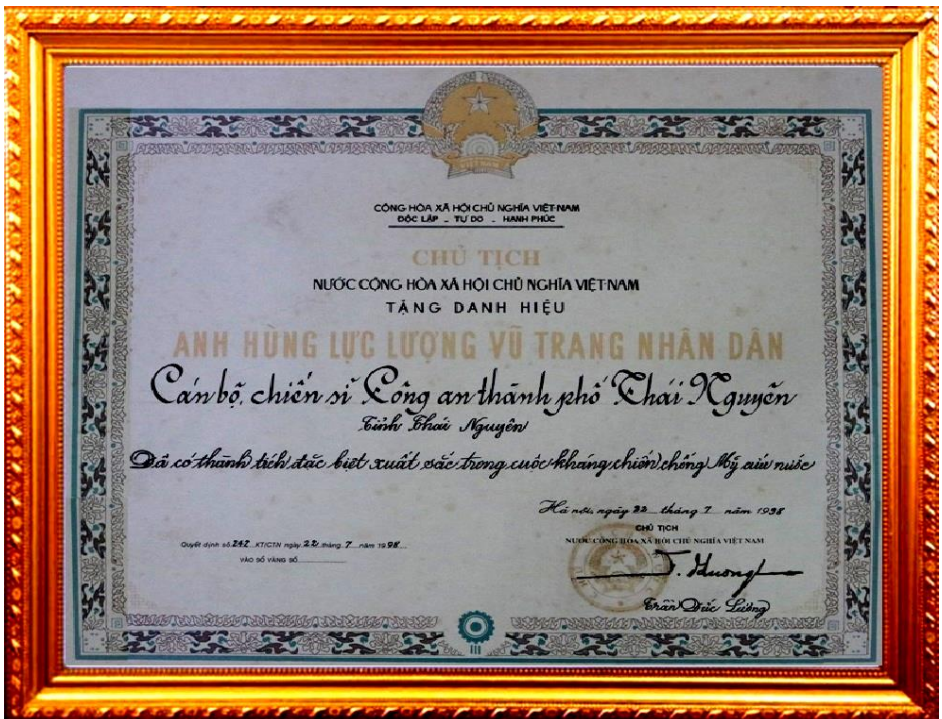 VIỆT NAM
CỘNG HÒA XÃ HỘI CHỦ NGHĨA VIỆT-NAM
ĐỘC LẬP - TỰ DO - HẠNH PHÚC
CHỦ TỊCH
NƯỚC CỘNG HÒA XÃ HỘI CHỦ NGHĨA VIỆT-NAM
TẶNG DANH HIỆU
ANH HÙNG LỰC LƯỢNG VŨ TRANG NHÂN DÂN
Cán bộ, chiến sĩ Công an thành phố Thái Nguyên
Tỉnh Thái Nguyên
Đã có thành tích đặc biệt xuất sắc trong cuộc kháng chiến chống Mỹ cứu nước
Hà nội, ngày 22 tháng 7 năm 1998
CHỦ TỊCH
NƯỚC CỘNG HÒA XÃ HỘI CHỦ NGHĨA VIỆT NAM
Quyết định số 242 KT/CTN ngày 22 tháng 7 năm 1998
VÀO SỔ VÀNG SỐ
Trần Đức Lương